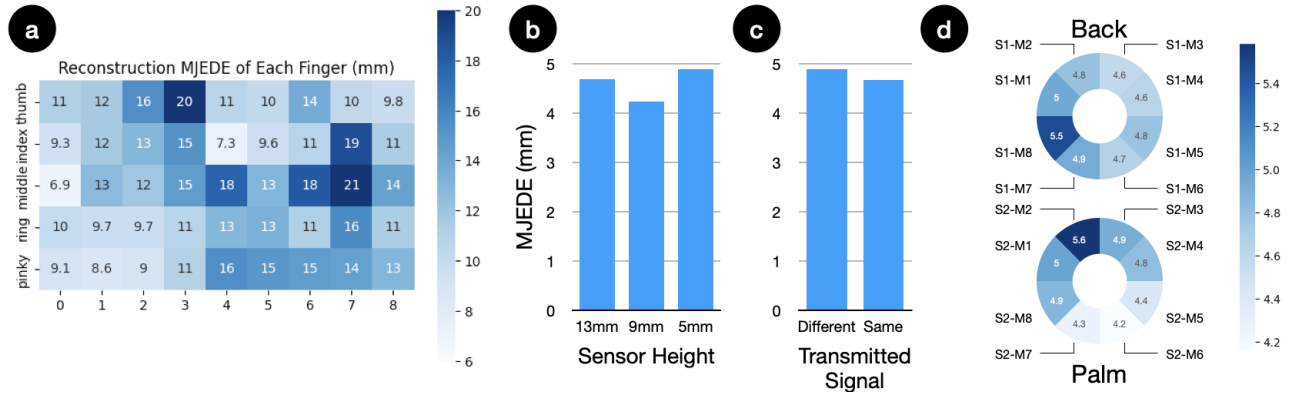 a
Reconstruction MJEDE of Each Finger (mm)
thumb 11 12 16 20 11 10 14 10 9.8
index 9.3 12 13 15 7.3 9.6 11 19 11
middle 6.9 13 12 15 18 13 18 21 14
ring 10 9.7 9.7 11 13 13 11 16 11
pinky 9.1 8.6 9 11 16 15 15 14 13
0 1 2 3 4 5 6 7 8
20
18
16
14
12
10
8
6
b
MJEDE (mm)
5
4
3
2
1
0
13mm 9mm 5mm
Sensor Height
c
5
4
3
2
1
0
Different Same
Transmitted
Signal
d
Back
S1-M2 S1-M3
S1-M1 S1-M4
4.8 4.6
5 4.6
5.5 4.8
4.9 4.7
S1-M8 S1-M5
S1-M7 S1-M6
S2-M2 S2-M3
S2-M1 S2-M4
5.6 4.9
5 4.8
4.9 4.4
4.3 4.2
S2-M8 S2-M5
S2-M7 S2-M6
Palm
5.4
5.2
5.0
4.8
4.6
4.4
4.2